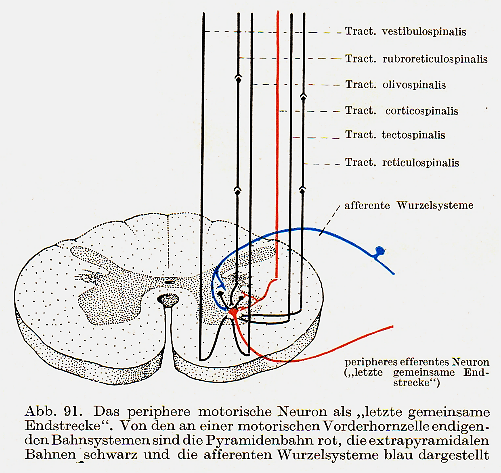 Tract. vestibulospinalis
Tract. rubroreticulospinalis
Tract. olivospinalis
Tract. corticospinalis
Tract. tectospinalis
Tract. reticulospinalis
afferente Wurzelsysteme
peripheres efferentes Neuron
(„letzte gemeinsame End-
strecke“)
Abb. 91. Das periphere motorische Neuron als „letzte gemeinsame
Endstrecke“. Von den an einer motorischen Vorderhornzelle endigen-
den Bahnsystemen sind die Pyramidenbahn rot, die extrapyramidalen
Bahnen schwarz und die afferenten Wurzelsysteme blau dargestellt